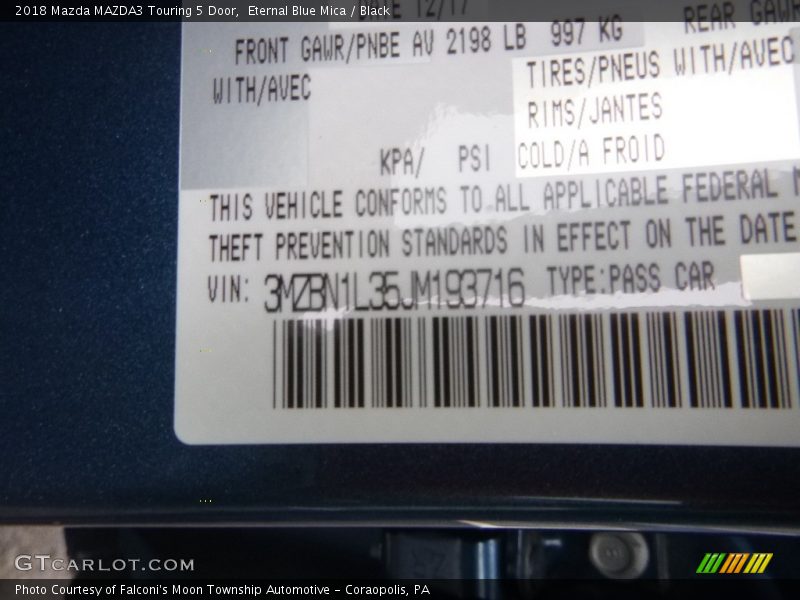 2018 Mazda MAZDA3 Touring 5 Door, Eternal Blue Mica / Black
DATE 12/17
REAR GAWR
FRONT GAWR/PNBE AV 2198 LB 997 KG
WITH/AVEC
TIRES/PNEUS WITH/AVEC
RIMS/JANTES
KPA/ PSI COLD/A FROID
THIS VEHICLE CONFORMS TO ALL APPLICABLE FEDERAL M
THEFT PREVENTION STANDARDS IN EFFECT ON THE DATE
VIN: 3MZBN1L35JM193716 TYPE:PASS CAR
GTCARLOT.COM
Photo Courtesy of Falconi's Moon Township Automotive - Coraopolis, PA